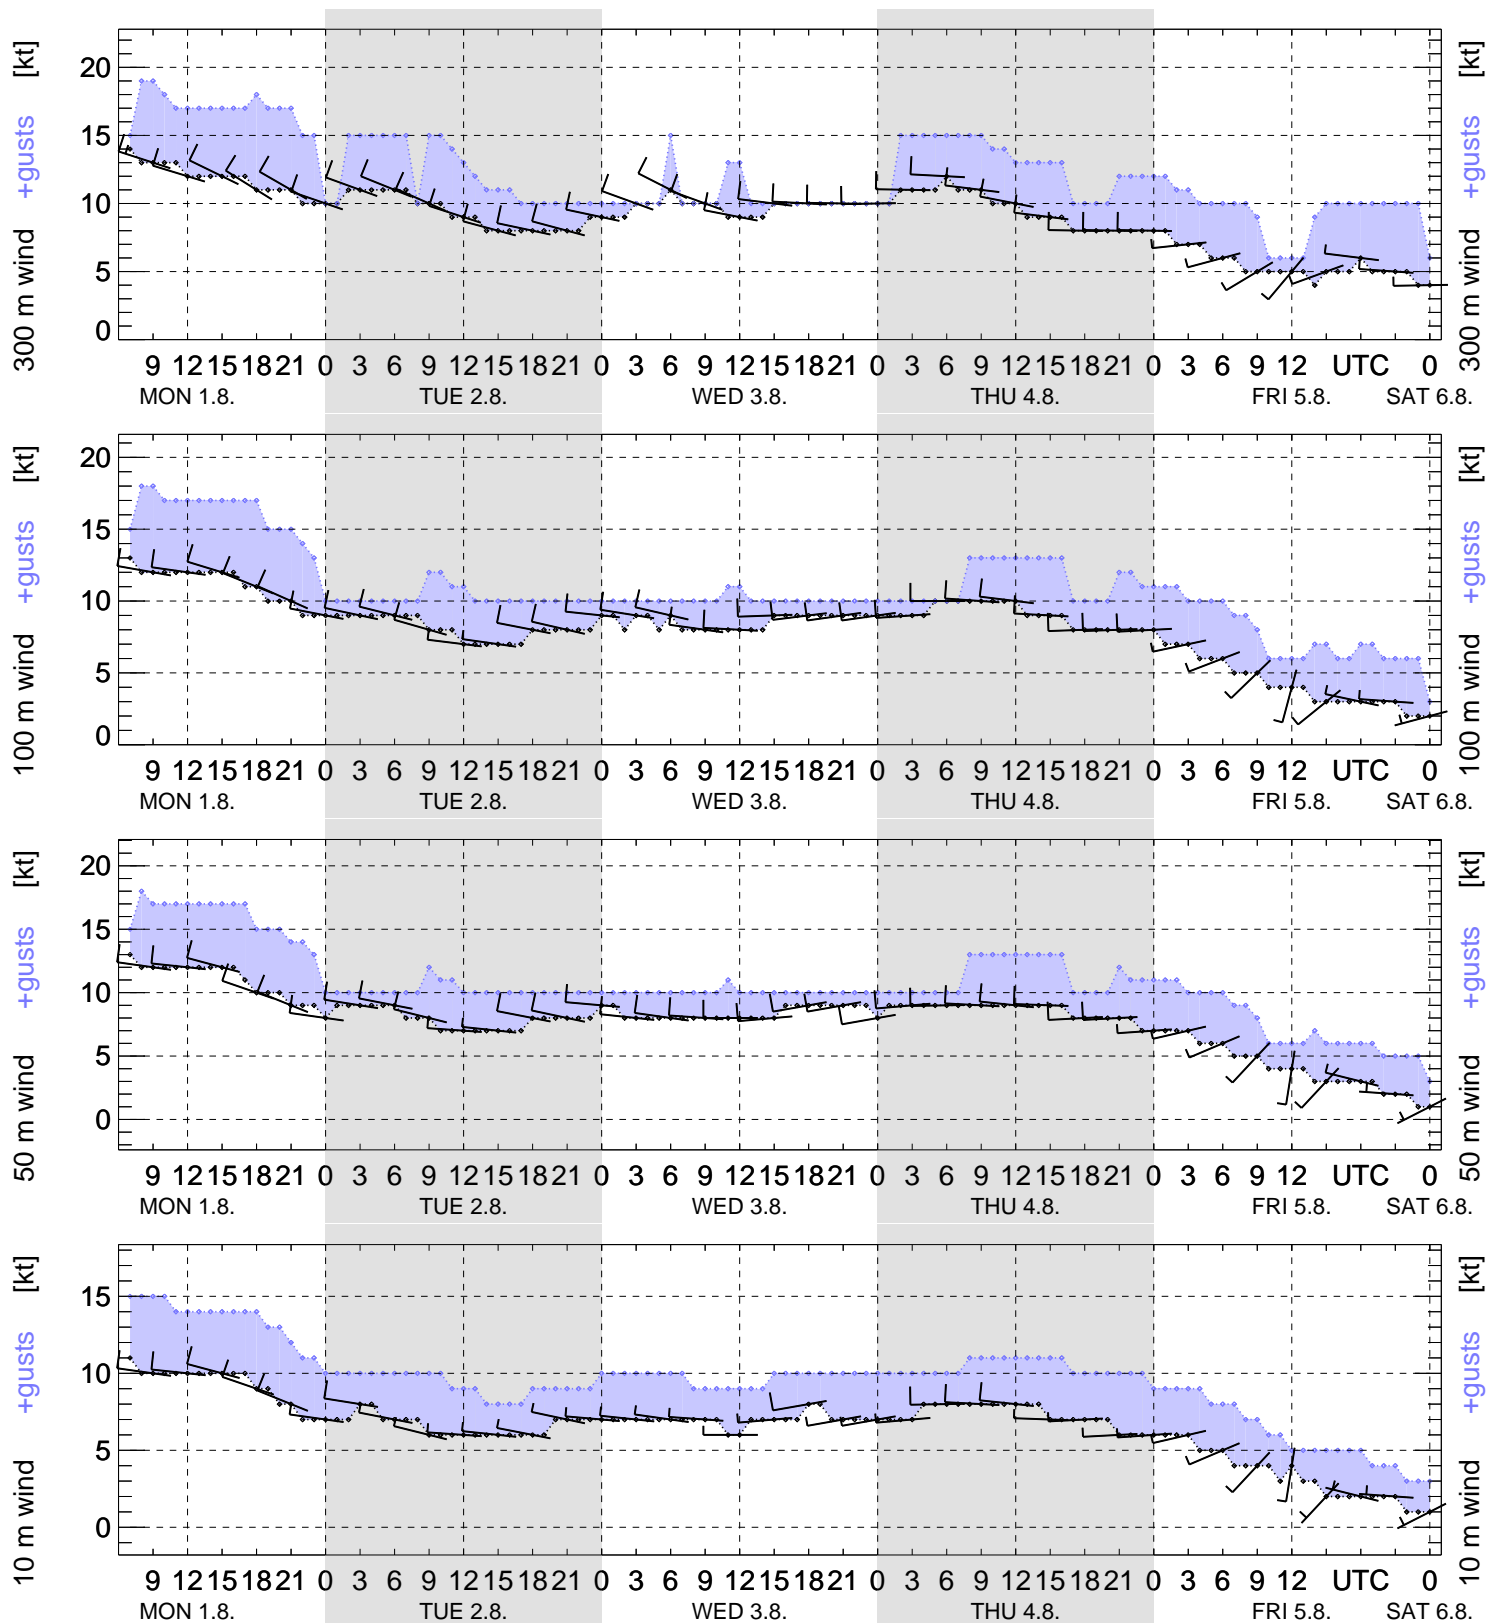 300 m wind +gusts [kt]
20
15
10
5
0
300 m wind +gusts [kt]
9 12 15 18 21 0 3 6 9 12 15 18 21 0 3 6 9 12 15 18 21 0 3 6 9 12 15 18 21 0 3 6 9 12 UTC 0
MON 1.8. TUE 2.8. WED 3.8. THU 4.8. FRI 5.8. SAT 6.8.
100 m wind +gusts [kt]
20
15
10
5
0
100 m wind +gusts [kt]
9 12 15 18 21 0 3 6 9 12 15 18 21 0 3 6 9 12 15 18 21 0 3 6 9 12 15 18 21 0 3 6 9 12 UTC 0
MON 1.8. TUE 2.8. WED 3.8. THU 4.8. FRI 5.8. SAT 6.8.
50 m wind +gusts [kt]
20
15
10
5
0
50 m wind +gusts [kt]
9 12 15 18 21 0 3 6 9 12 15 18 21 0 3 6 9 12 15 18 21 0 3 6 9 12 15 18 21 0 3 6 9 12 UTC 0
MON 1.8. TUE 2.8. WED 3.8. THU 4.8. FRI 5.8. SAT 6.8.
10 m wind +gusts [kt]
15
10
5
0
10 m wind +gusts [kt]
9 12 15 18 21 0 3 6 9 12 15 18 21 0 3 6 9 12 15 18 21 0 3 6 9 12 15 18 21 0 3 6 9 12 UTC 0
MON 1.8. TUE 2.8. WED 3.8. THU 4.8. FRI 5.8. SAT 6.8.